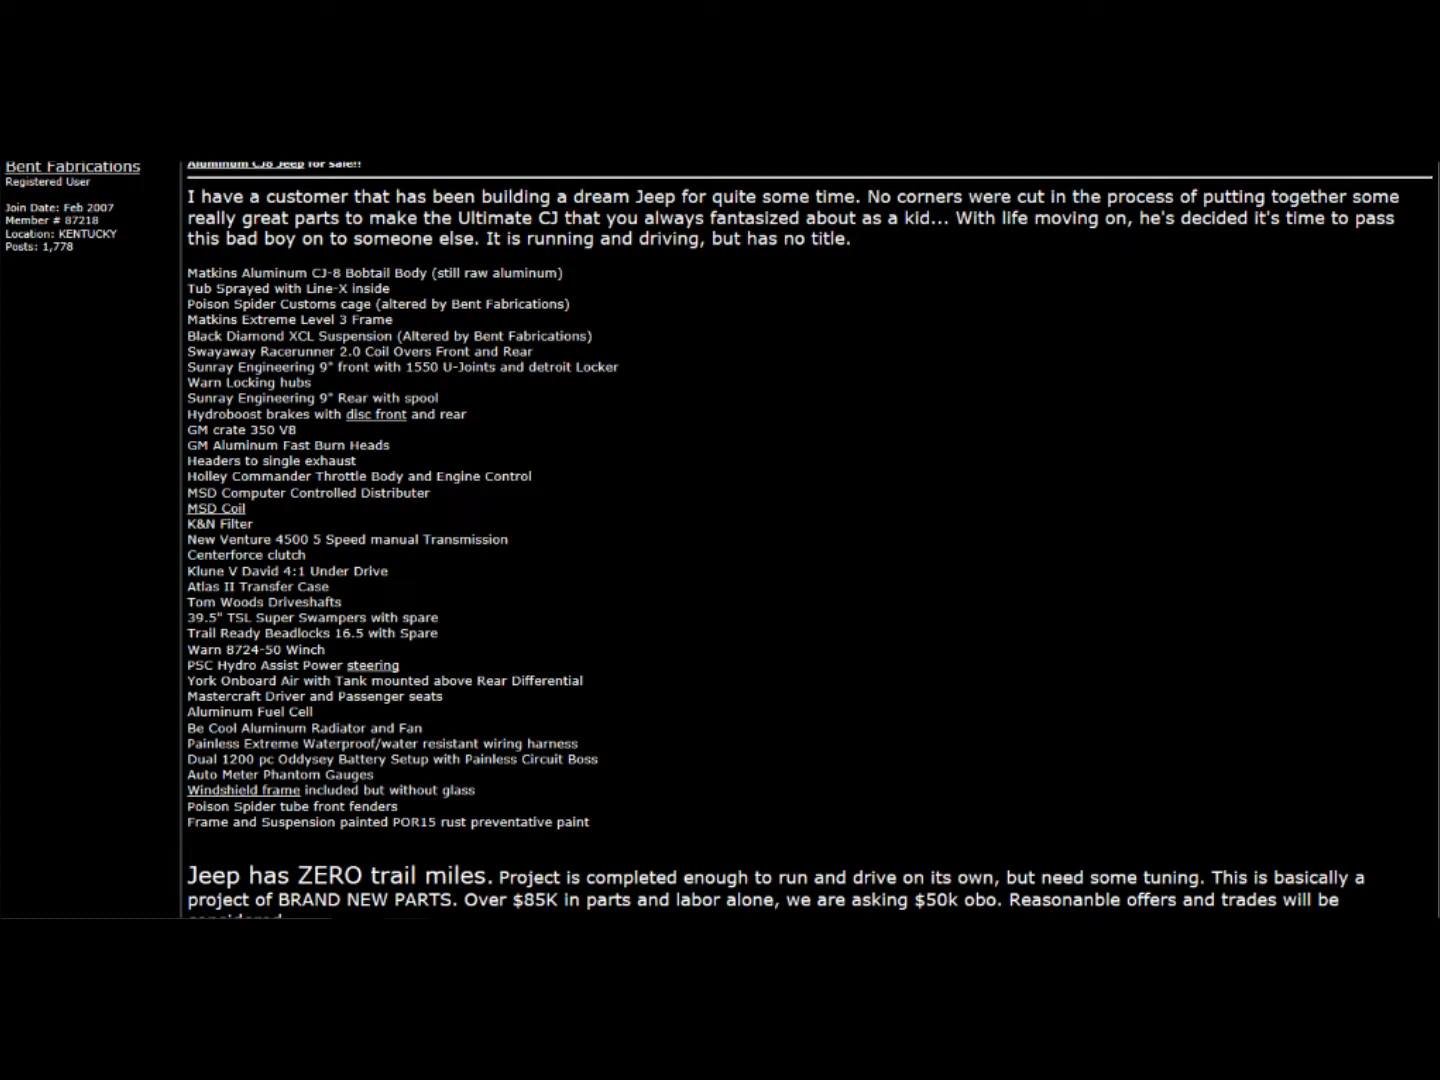 Bent Fabrications
Registered User
Join Date: Feb 2007
Member # 87218
Location: KENTUCKY
Posts: 1,778
Aluminum CJ8 Jeep for sale!!
I have a customer that has been building a dream Jeep for quite some time. No corners were cut in the process of putting together some
really great parts to make the Ultimate CJ that you always fantasized about as a kid... With life moving on, he's decided it's time to pass
this bad boy on to someone else. It is running and driving, but has no title.
Matkins Aluminum CJ-8 Bobtail Body (still raw aluminum)
Tub Sprayed with Line-X inside
Poison Spider Customs cage (altered by Bent Fabrications)
Matkins Extreme Level 3 Frame
Black Diamond XCL Suspension (Altered by Bent Fabrications)
Swayaway Racerunner 2.0 Coil Overs Front and Rear
Sunray Engineering 9" front with 1550 U-Joints and detroit Locker
Warn Locking hubs
Sunray Engineering 9" Rear with spool
Hydroboost brakes with disc front and rear
GM crate 350 V8
GM Aluminum Fast Burn Heads
Headers to single exhaust
Holley Commander Throttle Body and Engine Control
MSD Computer Controlled Distributer
MSD Coil
K&N Filter
New Venture 4500 5 Speed manual Transmission
Centerforce clutch
Klune V David 4:1 Under Drive
Atlas II Transfer Case
Tom Woods Driveshafts
39.5" TSL Super Swampers with spare
Trail Ready Beadlocks 16.5 with Spare
Warn 8724-50 Winch
PSC Hydro Assist Power steering
York Onboard Air with Tank mounted above Rear Differential
Mastercraft Driver and Passenger seats
Aluminum Fuel Cell
Be Cool Aluminum Radiator and Fan
Painless Extreme Waterproof/water resistant wiring harness
Dual 1200 pc Oddysey Battery Setup with Painless Circuit Boss
Auto Meter Phantom Gauges
Windshield frame included but without glass
Poison Spider tube front fenders
Frame and Suspension painted POR15 rust preventative paint
Jeep has ZERO trail miles. Project is completed enough to run and drive on its own, but need some tuning. This is basically a
project of BRAND NEW PARTS. Over $85K in parts and labor alone, we are asking $50k obo. Reasonanble offers and trades will be
considered